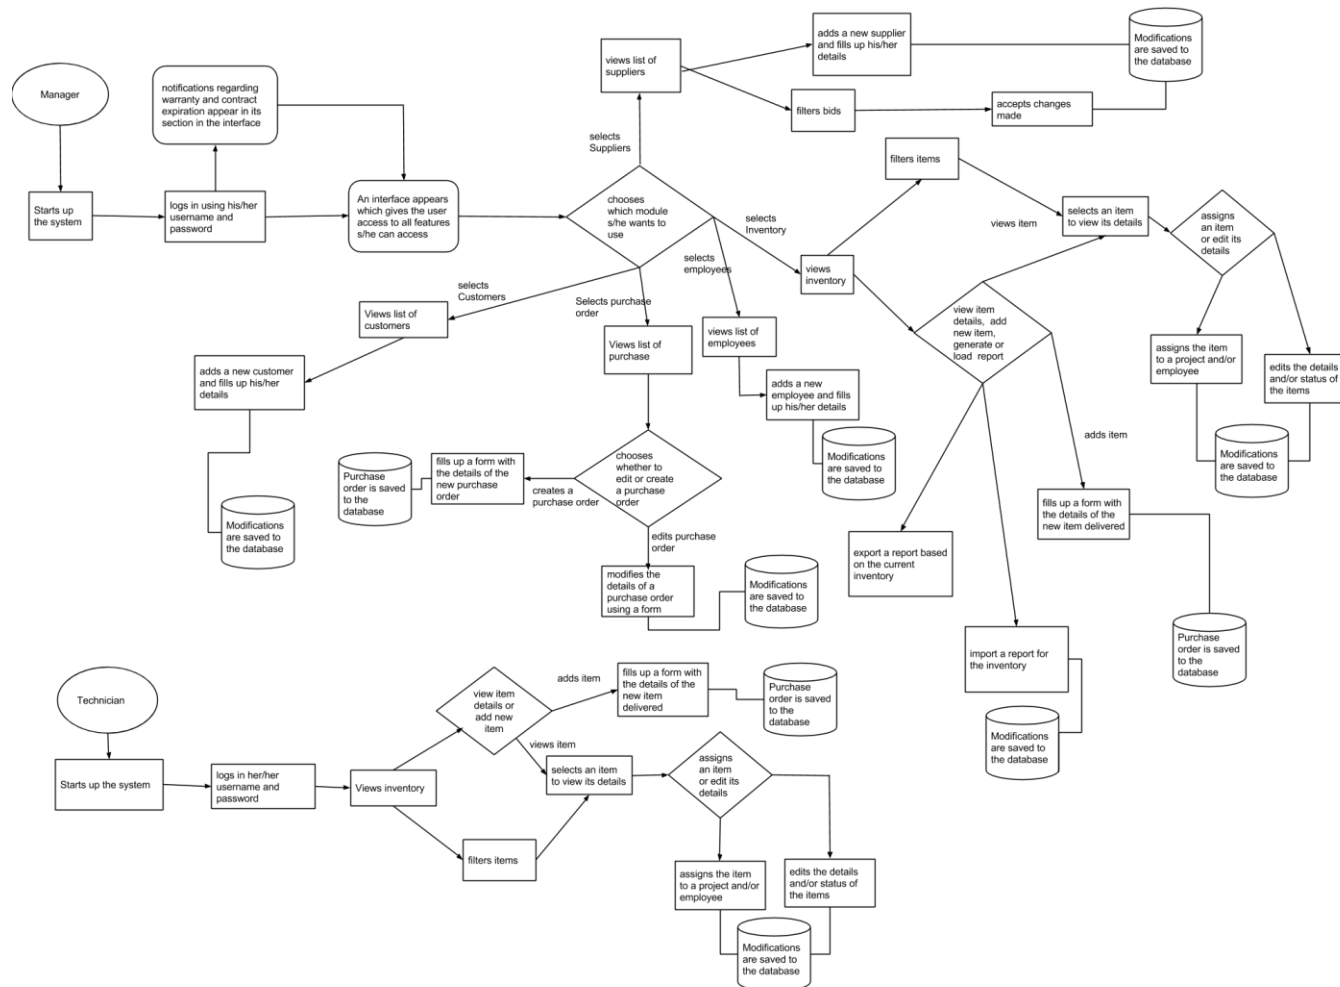 Manager
notifications regarding
warranty and contract
expiration appear in its
section in the interface
Starts up
the system
logs in using his/her
username and
password
An interface appears
which gives the user
access to all features
s/he can access
chooses
which module
s/he wants to
use
selects
Suppliers
views list of
suppliers
adds a new supplier
and fills up his/her
details
Modifications
are saved to
the database
filters bids
accepts changes
made
selects
Inventory
views
inventory
filters items
views item
selects an item
to view its details
assigns
an item
or edit its
details
assigns the item
to a project and/or
employee
edits the details
and/or status of
the items
Modifications
are saved to
the database
view item
details, add
new item,
generate or
load report
adds item
fills up a form with
the details of the
new item delivered
Purchase
order is saved
to the
database
export a report based
on the current
inventory
import a report for
the inventory
Modifications
are saved to
the database
selects
employees
views list of
employees
adds a new
employee and fills
up his/her details
Modifications
are saved to
the database
Selects purchase
order
Views list of
purchase
chooses
whether to
edit or create
a purchase
order
creates a
purchase order
fills up a form with
the details of the
new purchase
order
Purchase
order is saved
to the
database
edits purchase
order
modifies the
details of a
purchase order
using a form
Modifications
are saved to
the database
selects
Customers
Views list of
customers
adds a new customer
and fills up his/her
details
Modifications
are saved to
the database
Technician
Starts up the system
logs in her/her
username and
password
Views inventory
view item
details or
add new
item
adds item
fills up a form with
the details of the
new item
delivered
Purchase
order is saved
to the
database
views item
selects an item
to view its details
filters items
assigns
an item
or edit its
details
assigns the item
to a project and/or
employee
edits the details
and/or status of
the items
Modifications
are saved to
the database